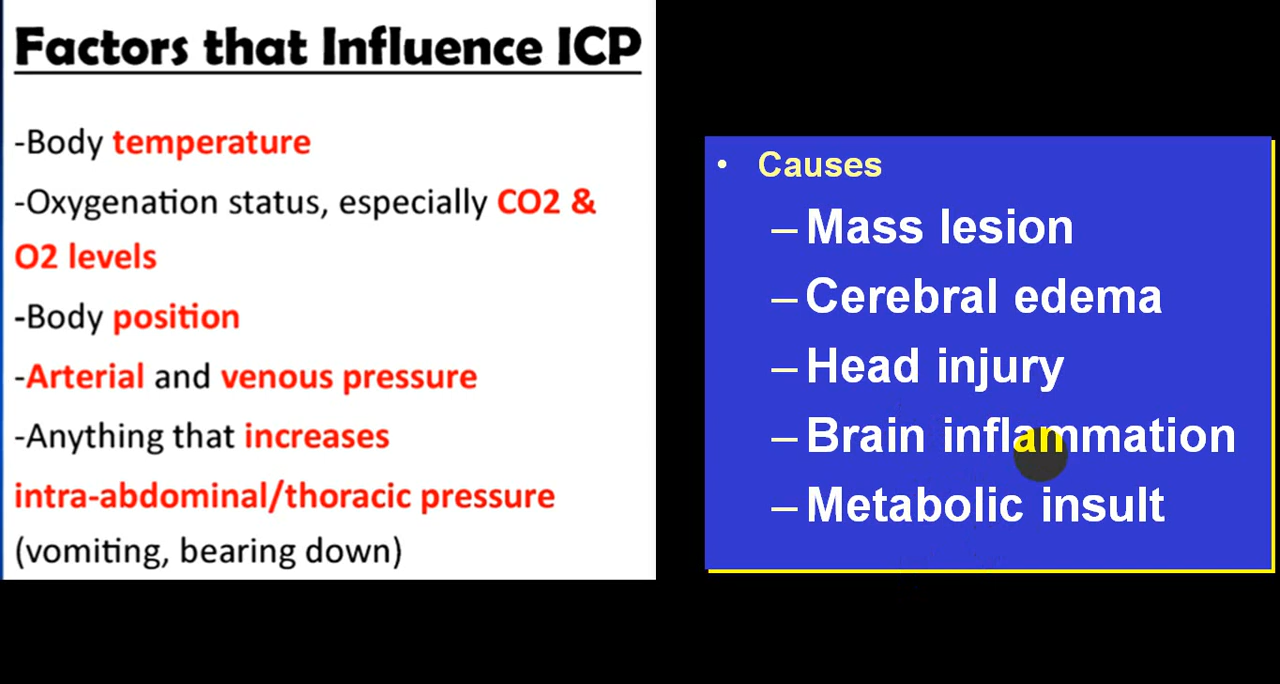 Factors that Influence ICP
-Body temperature
-Oxygenation status, especially CO2 &
O2 levels
-Body position
-Arterial and venous pressure
-Anything that increases
intra-abdominal/thoracic pressure
(vomiting, bearing down)
• Causes
– Mass lesion
– Cerebral edema
– Head injury
– Brain inflammation
– Metabolic insult